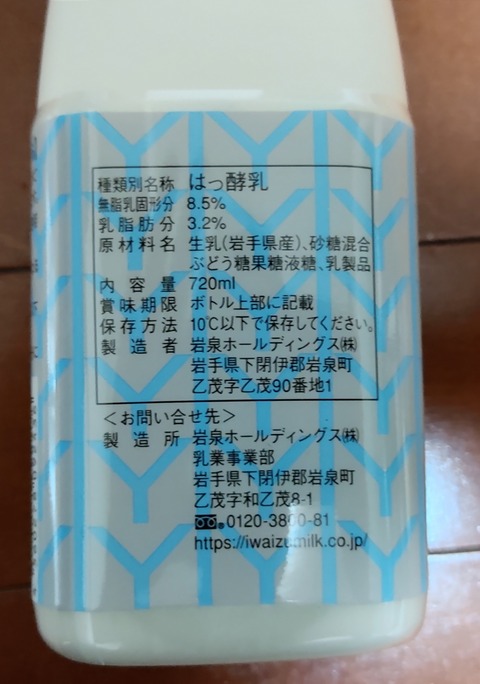 種類別名称 はっ酵乳
無脂乳固形分 8.5%
乳脂肪分 3.2%
原材料名 生乳(岩手県産)、砂糖混合
ぶどう糖果糖液糖、乳製品
内容量 720ml
賞味期限 ボトル上部に記載
保存方法 10℃以下で保存してください。
製造者 岩泉ホールディングス㈱
岩手県下閉伊郡岩泉町
乙茂字乙茂90番地1
<お問い合せ先>
製造所 岩泉ホールディングス㈱
乳業事業部
岩手県下閉伊郡岩泉町
乙茂字和乙茂8-1
0120-3800-81
https://iwaizumilk.co.jp/